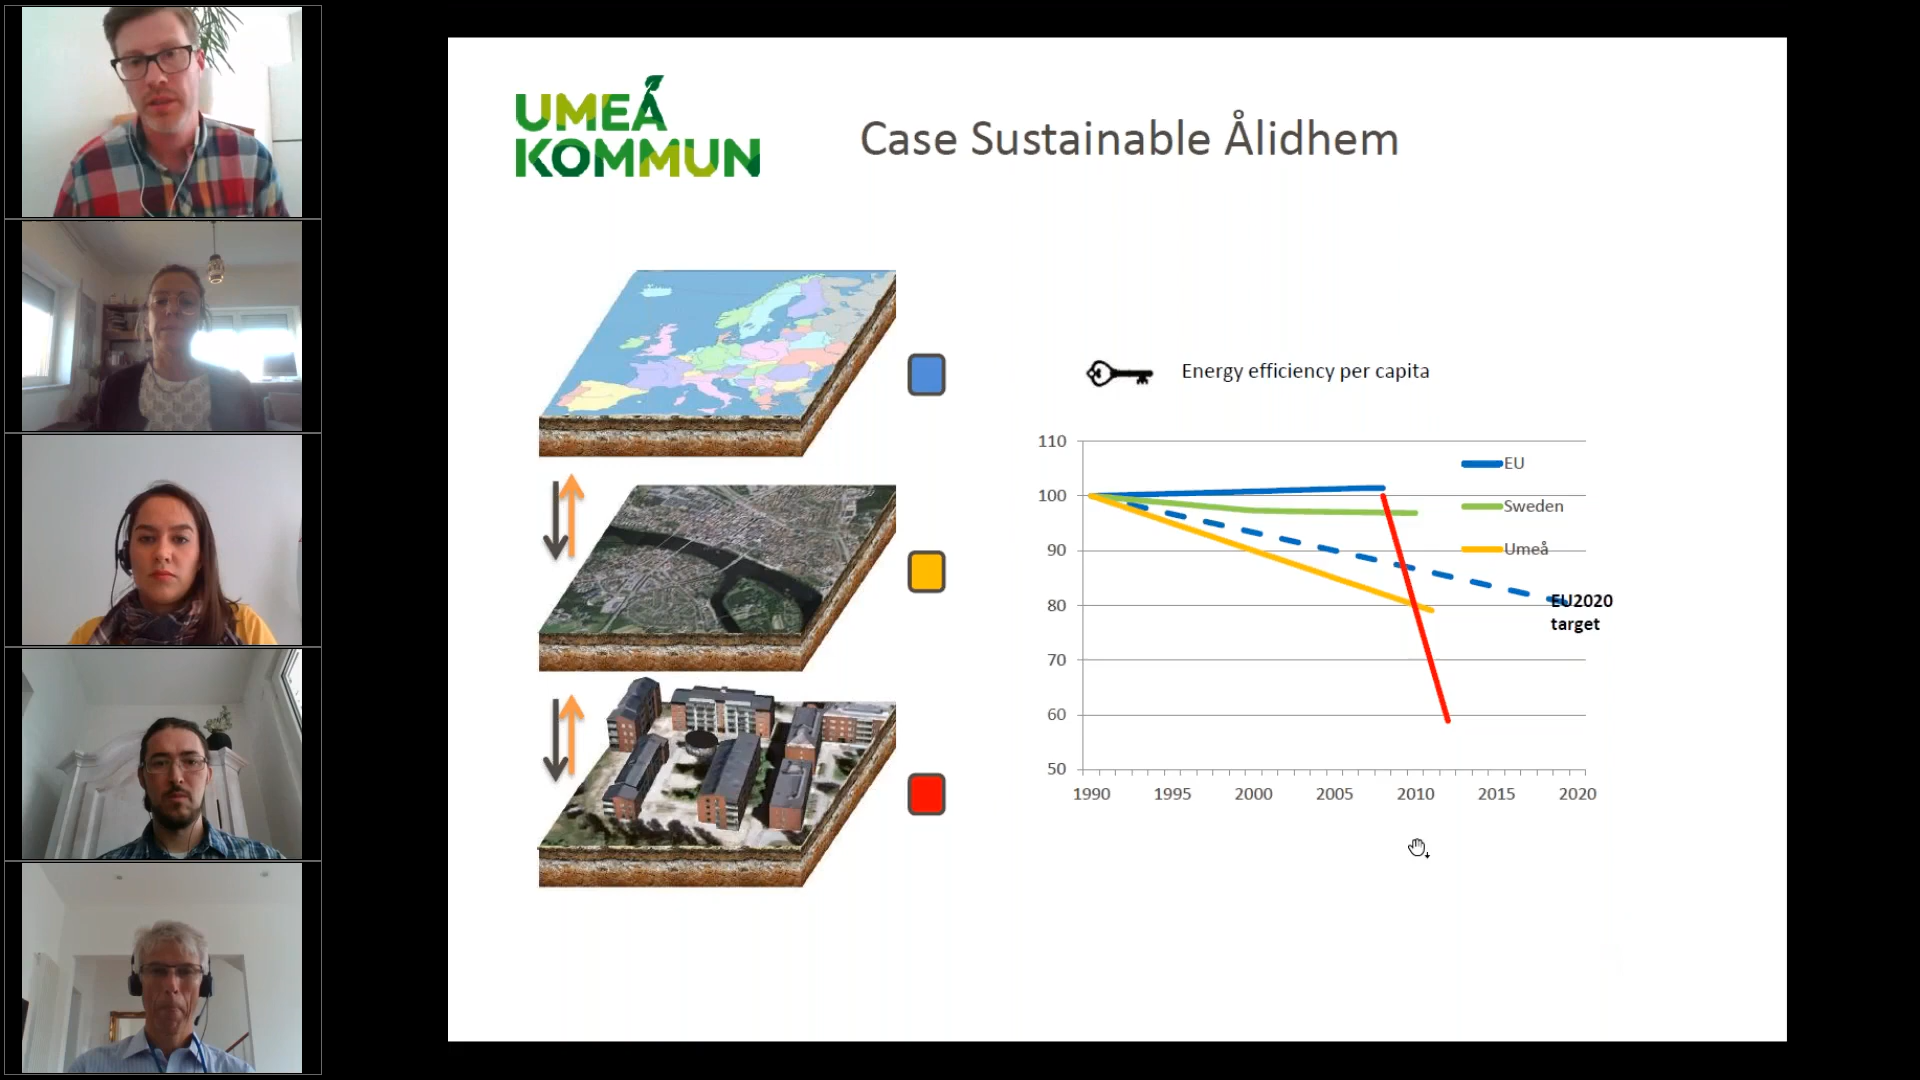 UMEÅ
KOMMUN
Case Sustainable Ålidhem
Energy efficiency per capita
110
100
90
80
70
60
50
EU
Sweden
Umeå
EU2020
target
1990 1995 2000 2005 2010 2015 2020